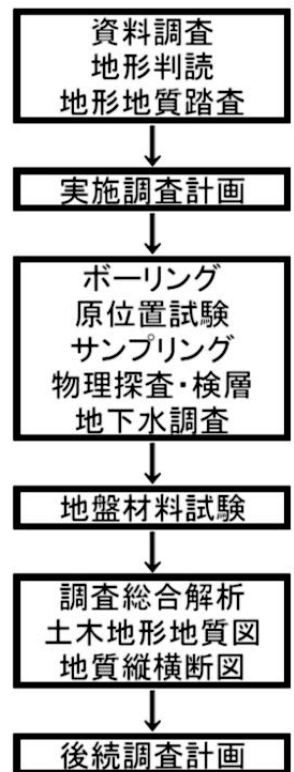 資料調査
地形判読
地形地質踏査
実施調査計画
ボーリング
原位置試験
サンプリング
物理探査・検層
地下水調査
地盤材料試験
調査総合解析
土木地形地質図
地質縦横断図
後続調査計画